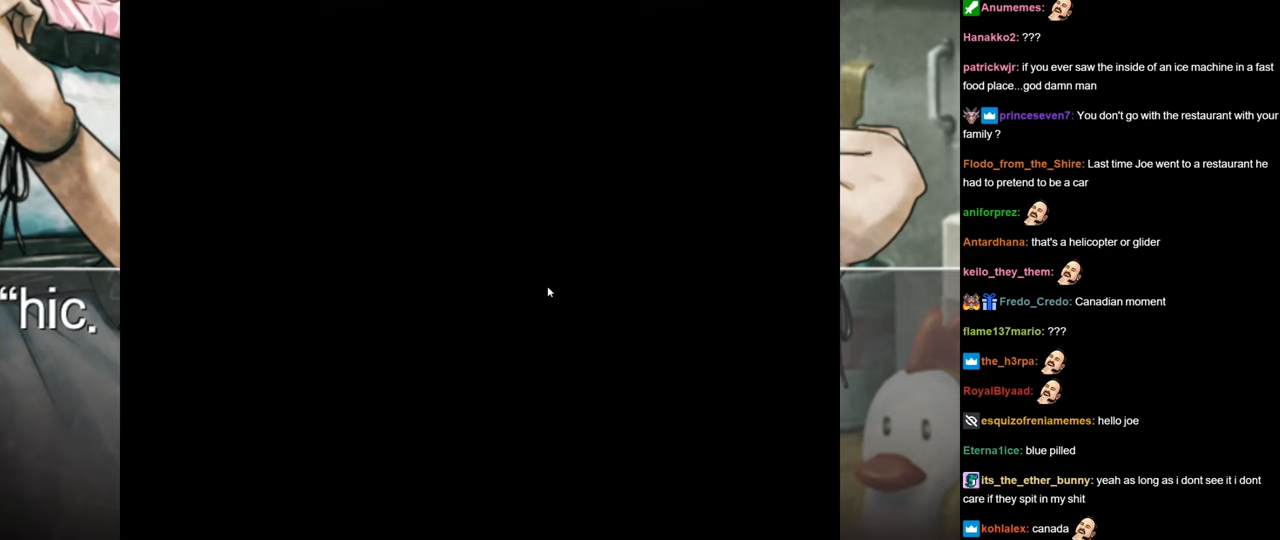 “hic.
Anumemes:
Hanakko2: ???
patrickwjr: if you ever saw the inside of an ice machine in a fast
food place...god damn man
princeseven7: You don't go with the restaurant with your
family ?
Flodo_from_the_Shire: Last time Joe went to a restaurant he
had to pretend to be a car
aniforprez:
Antardhana: that's a helicopter or glider
keilo_they_them:
Fredo_Credo: Canadian moment
flame137mario: ???
the_h3rpa:
RoyalBlyaad:
esquizofreniamemes: hello joe
Eterna1ice: blue pilled
its_the_ether_bunny: yeah as long as i dont see it i dont
care if they spit in my shit
kohlalex: canada